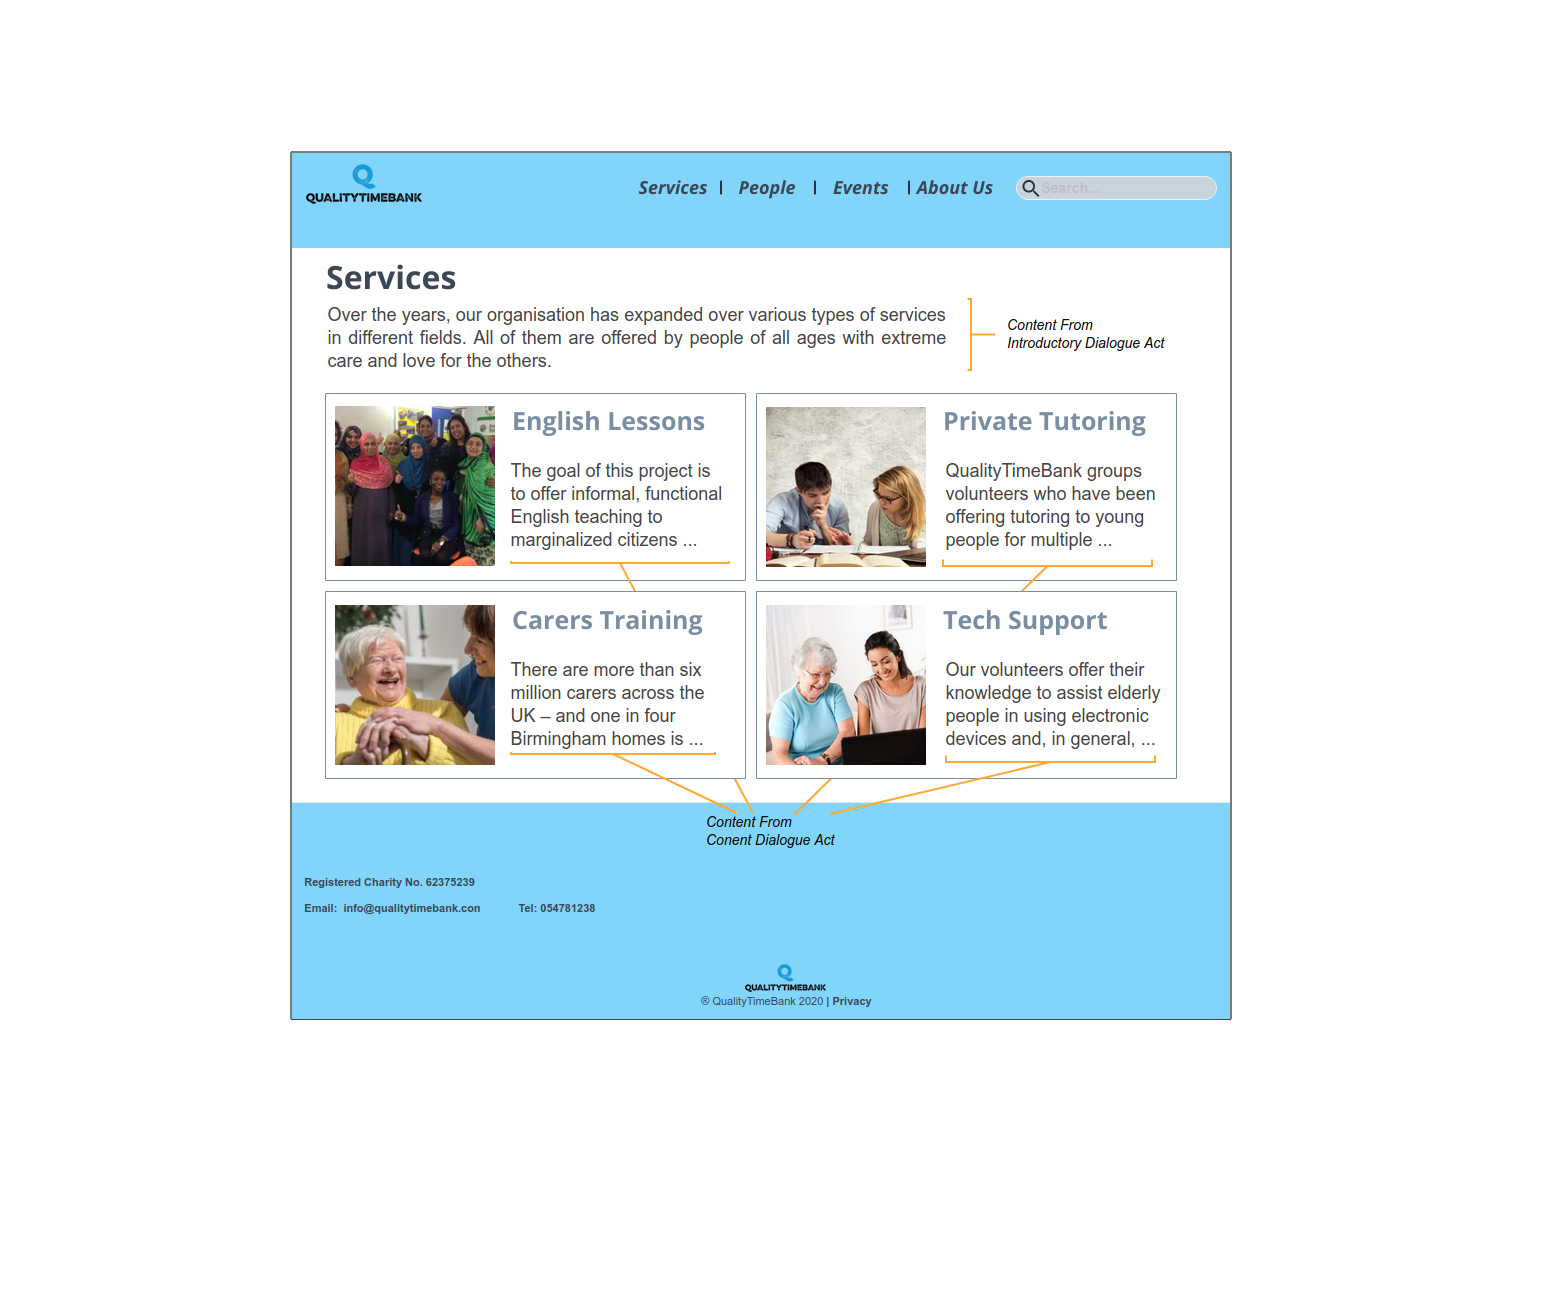 QUALITYTIMEBANK
Services | People | Events | About Us Search...
Services
Over the years, our organisation has expanded over various types of services
in different fields. All of them are offered by people of all ages with extreme
care and love for the others.
Content From
Introductory Dialogue Act
English Lessons
The goal of this project is
to offer informal, functional
English teaching to
marginalized citizens ...
Private Tutoring
QualityTimeBank groups
volunteers who have been
offering tutoring to young
people for multiple ...
Carers Training
There are more than six
million carers across the
UK – and one in four
Birmingham homes is ...
Tech Support
Our volunteers offer their
knowledge to assist elderly
people in using electronic
devices and, in general, ...
Content From
Conent Dialogue Act
Registered Charity No. 62375239
Email: info@qualitytimebank.con Tel: 054781238
QUALITYTIMEBANK
® QualityTimeBank 2020 | Privacy